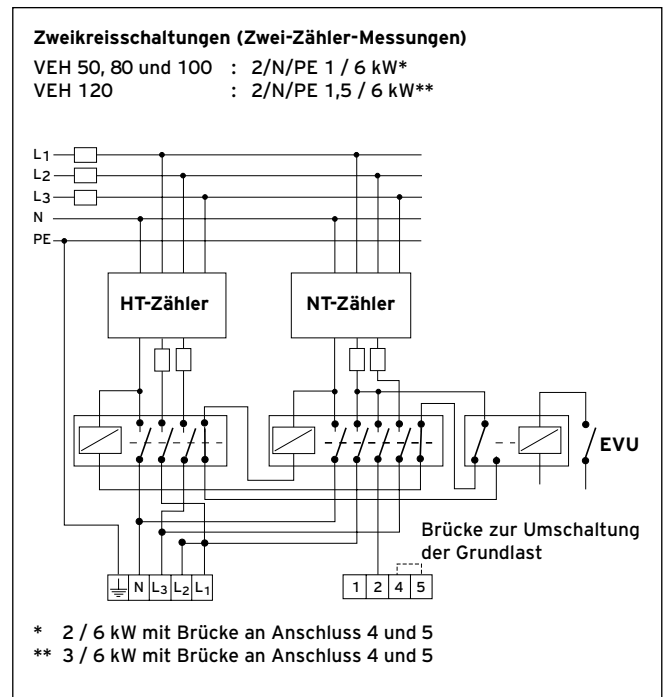 Zweikreisschaltungen (Zwei-Zähler-Messungen)
VEH 50, 80 und 100 : 2/N/PE 1 / 6 kW*
VEH 120 : 2/N/PE 1,5 / 6 kW**
L1
L2
L3
N
PE
HT-Zähler NT-Zähler
EVU
Brücke zur Umschaltung
der Grundlast
N L3 L2 L1 1 2 4 5
* 2 / 6 kW mit Brücke an Anschluss 4 und 5
** 3 / 6 kW mit Brücke an Anschluss 4 und 5